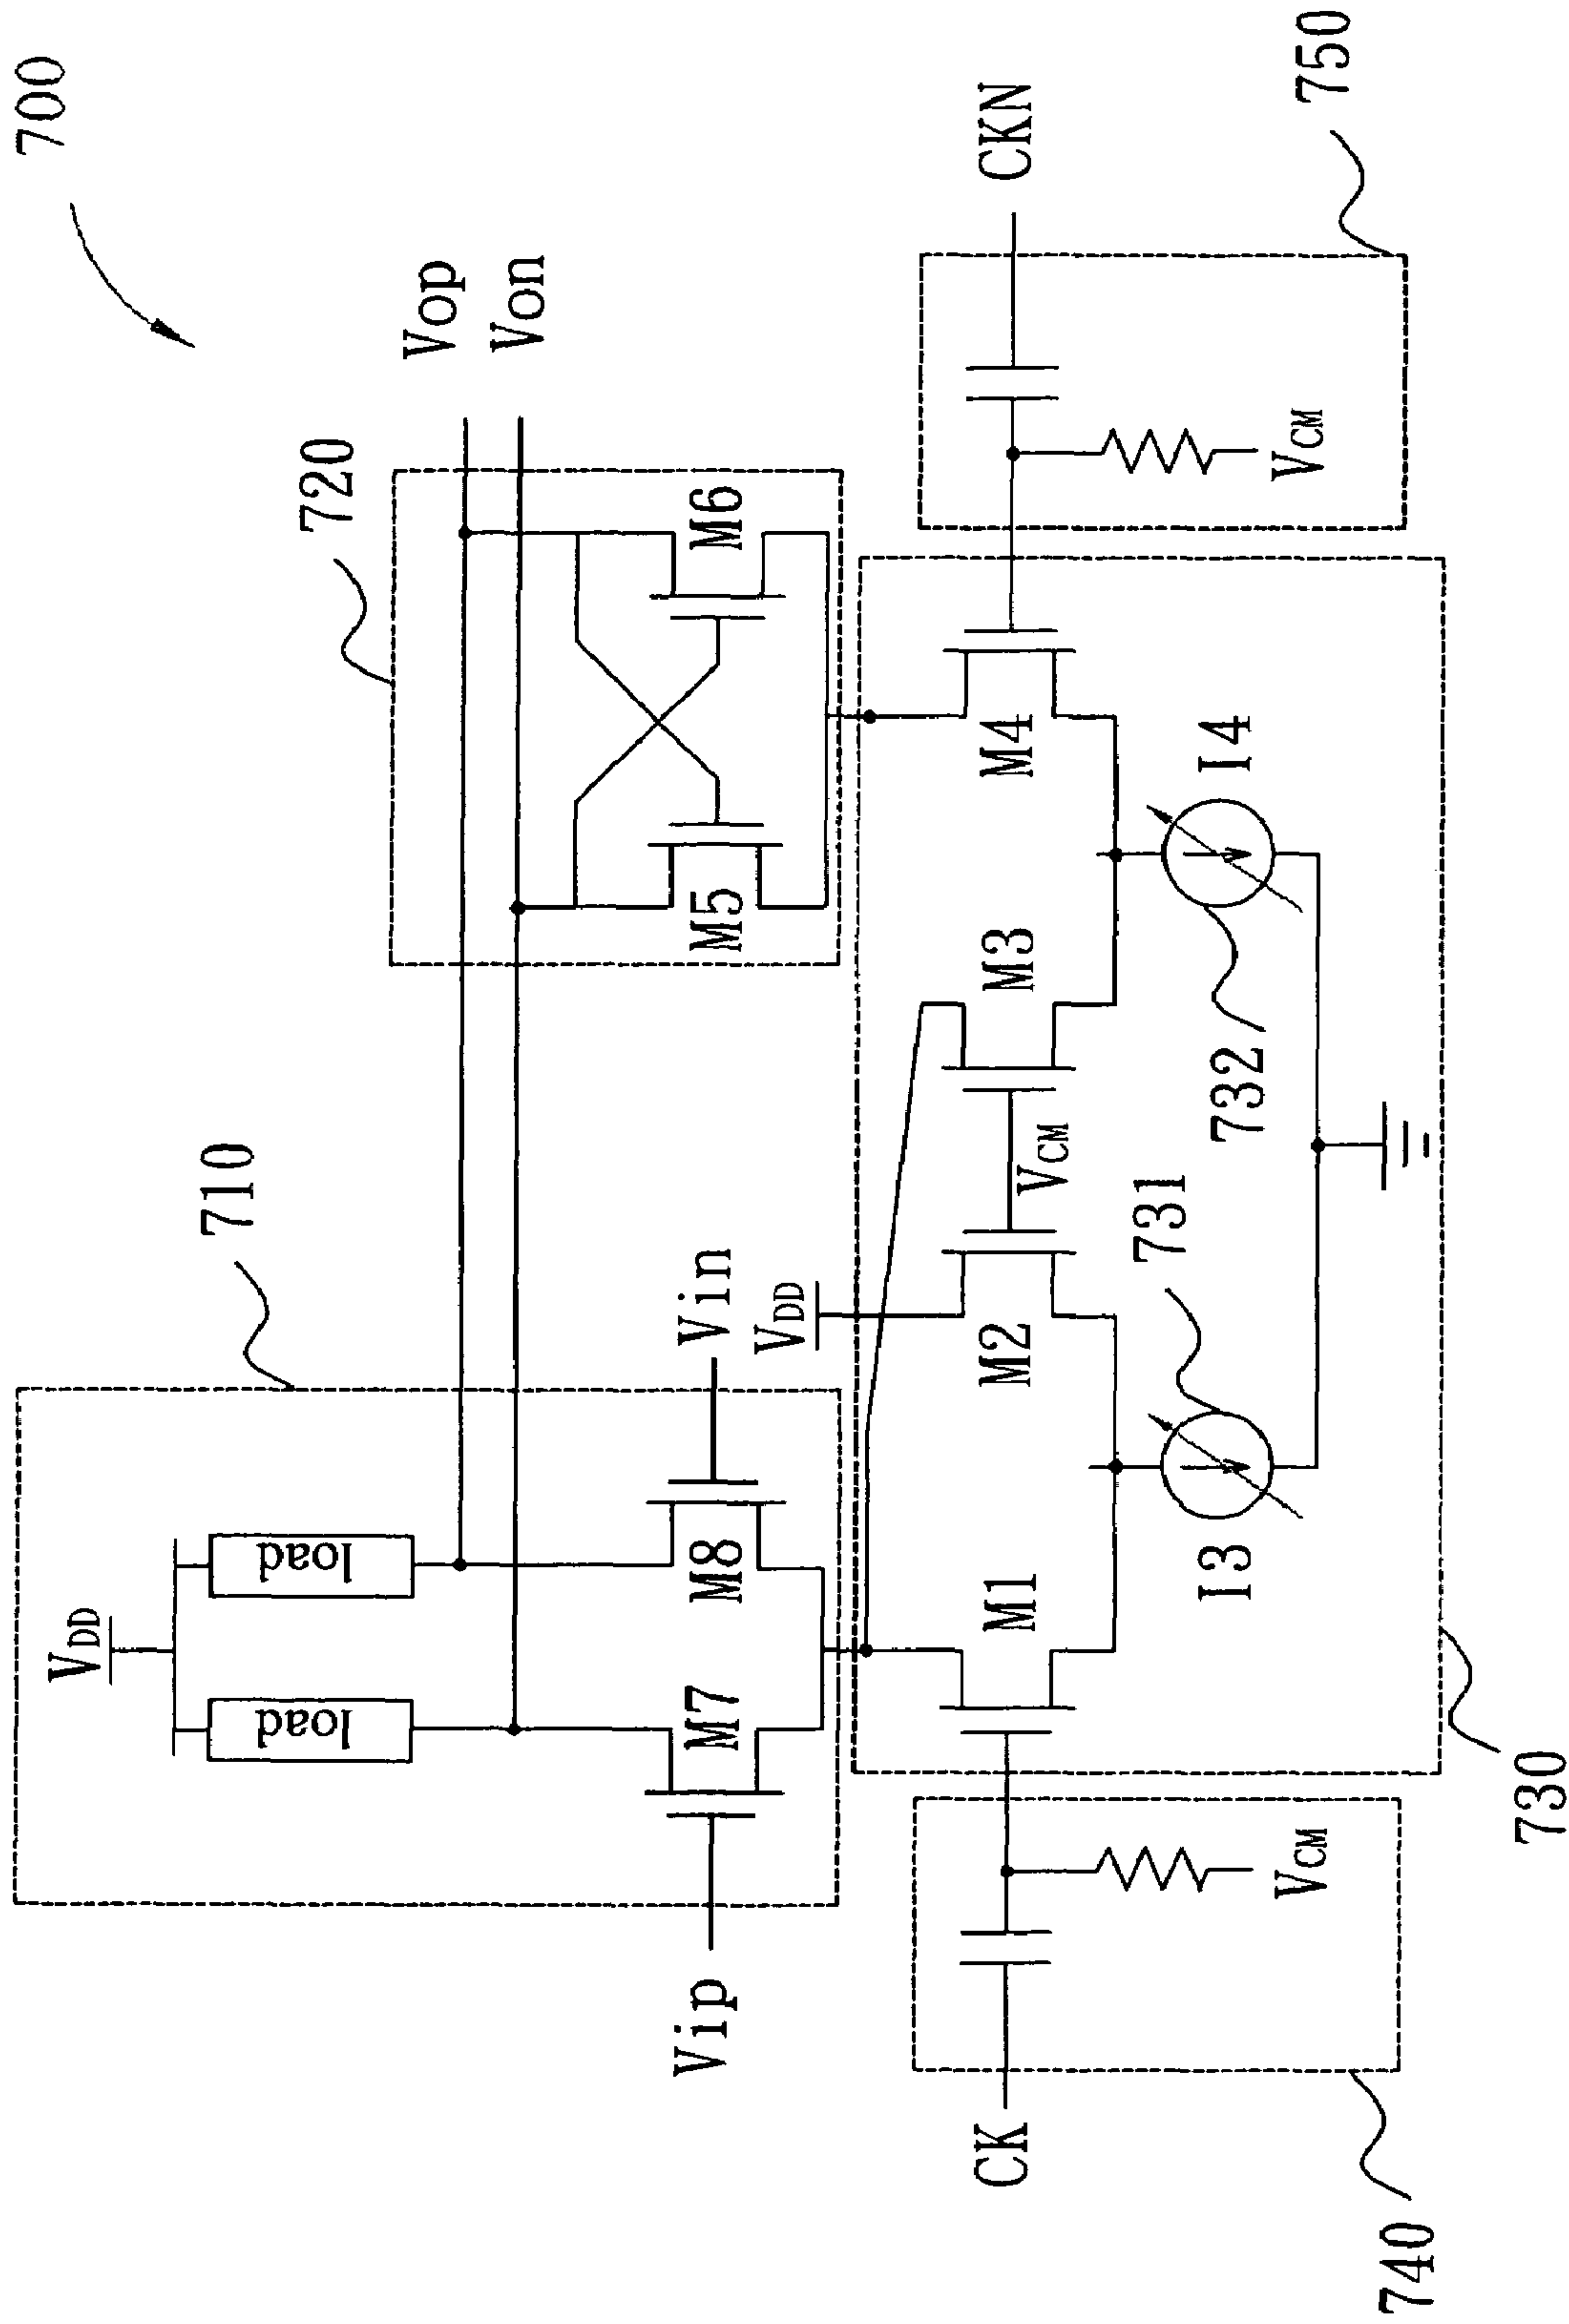 700
710
720
Vop
Von
VDD
load
load
M7
M8
Vip
Vin
M5
M6
VDD
CK
CKN
M1
M2
M3
M4
VCM
VCM
VCM
I3
I4
731
732
740
730
750